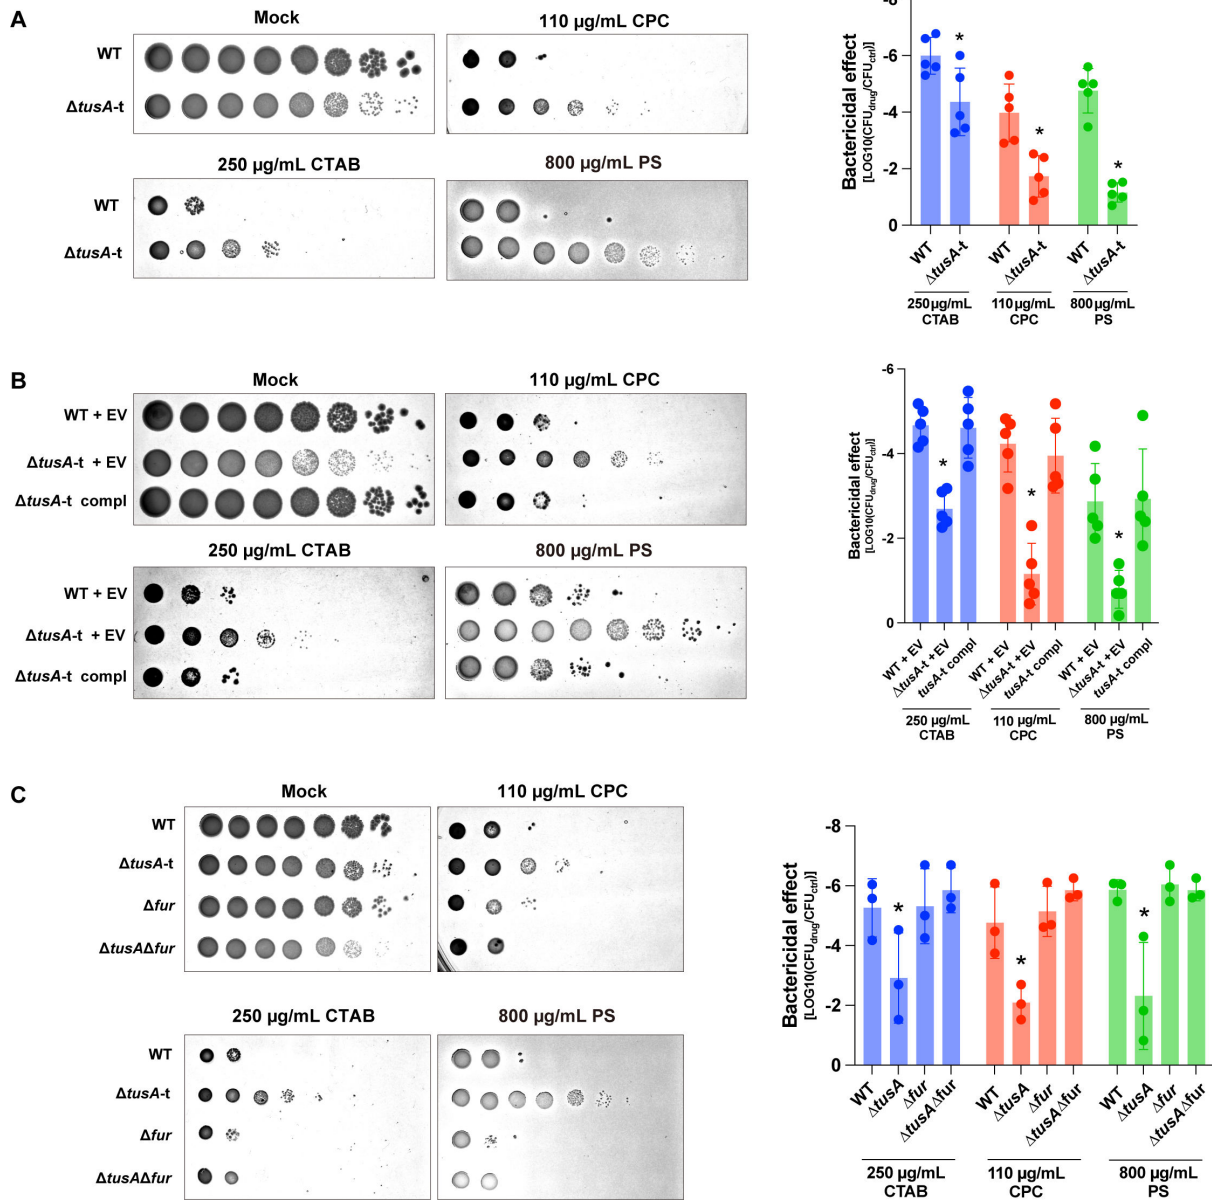 A
Mock
110 µg/mL CPC
WT
ΔtusA-t
250 µg/mL CTAB
800 µg/mL PS
WT
ΔtusA-t
Bactericidal effect
[LOG10(CFUdrug/CFUctrl)]
-8
-6
-4
-2
0
*
*
*
WT
ΔtusA-t
WT
ΔtusA-t
WT
ΔtusA-t
250µg/mL
CTAB
110µg/mL
CPC
800µg/mL
PS
B
Mock
110 µg/mL CPC
WT + EV
ΔtusA-t + EV
ΔtusA-t compl
250 µg/mL CTAB
800 µg/mL PS
WT + EV
ΔtusA-t + EV
ΔtusA-t compl
Bactericidal effect
[LOG10(CFUdrug/CFUctrl)]
-6
-4
-2
0
*
*
*
WT + EV
ΔtusA-t +EV
tusA-t compl
WT + EV
ΔtusA-t +EV
tusA-t compl
WT + EV
ΔtusA-t +EV
tusA-t compl
250 µg/mL
CTAB
110 µg/mL
CPC
800 µg/mL
PS
C
Mock
110 µg/mL CPC
WT
ΔtusA-t
Δfur
ΔtusAΔfur
250 µg/mL CTAB
800 µg/mL PS
WT
ΔtusA-t
Δfur
ΔtusAΔfur
Bactericidal effect
[LOG10(CFUdrug/CFUctrl)]
-8
-6
-4
-2
0
*
*
*
WT
ΔtusA
Δfur
ΔtusAΔfur
WT
ΔtusA
Δfur
ΔtusAΔfur
WT
ΔtusA
Δfur
ΔtusAΔfur
250 µg/mL
CTAB
110 µg/mL
CPC
800 µg/mL
PS